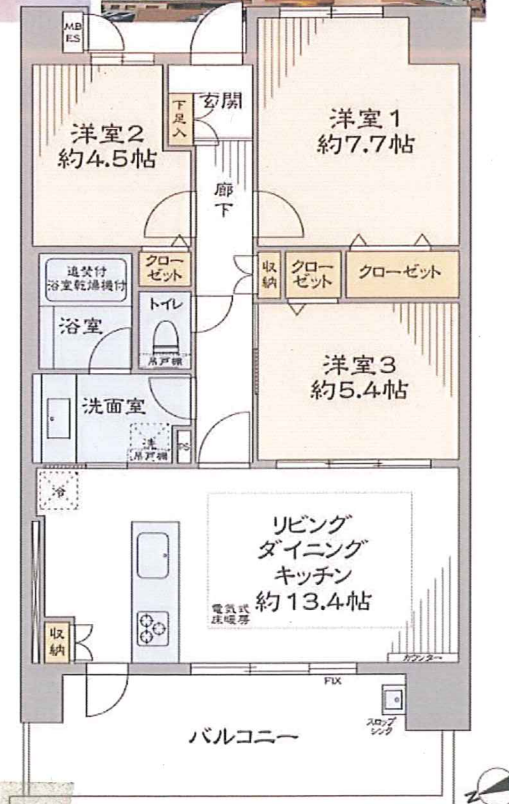 MB
ES
玄関
下
足
入
洋室1
約7.7帖
洋室2
約4.5帖
廊
下
クロー
ゼット
収
納
クロー
ゼット
クローゼット
追焚付
浴室乾燥機付
浴室
トイレ
吊戸棚
洋室3
約5.4帖
洗面室
洗
吊戸棚
PS
冷
リビング
ダイニング
キッチン
約13.4帖
電気式
床暖房
収
納
カウンター
FIX
スロップ
シンク
バルコニー
N